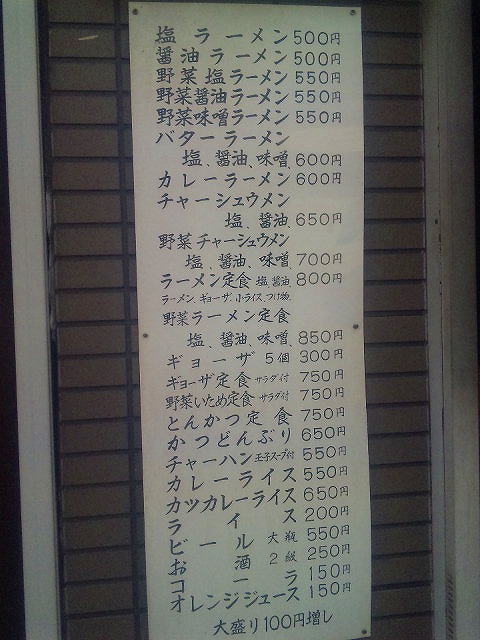 塩ラーメン 500円
醤油ラーメン 500円
野菜塩ラーメン 550円
野菜醤油ラーメン 550円
野菜味噌ラーメン 550円
バターラーメン
塩、醤油、味噌、600円
カレーラーメン 600円
チャーシュウメン
塩、醤油、650円
野菜チャーシュウメン
塩、醤油、味噌、700円
ラーメン定食 塩、醤油、800円
ラーメン、ギョーザ、小ライス、つけ物、
野菜ラーメン定食
塩、醤油、味噌、850円
ギョーザ 5個 300円
ギョーザ定食 サラダ付 750円
野菜いため定食 サラダ付 750円
とんかつ定食 750円
かつどんぶり 650円
チャーハン 玉子スープ付 550円
カレーライス 550円
カツカレーライス 650円
ライス 200円
ビール 大瓶 550円
お酒 2級 250円
コーラ 150円
オレンジジュース 150円
大盛り100円増し